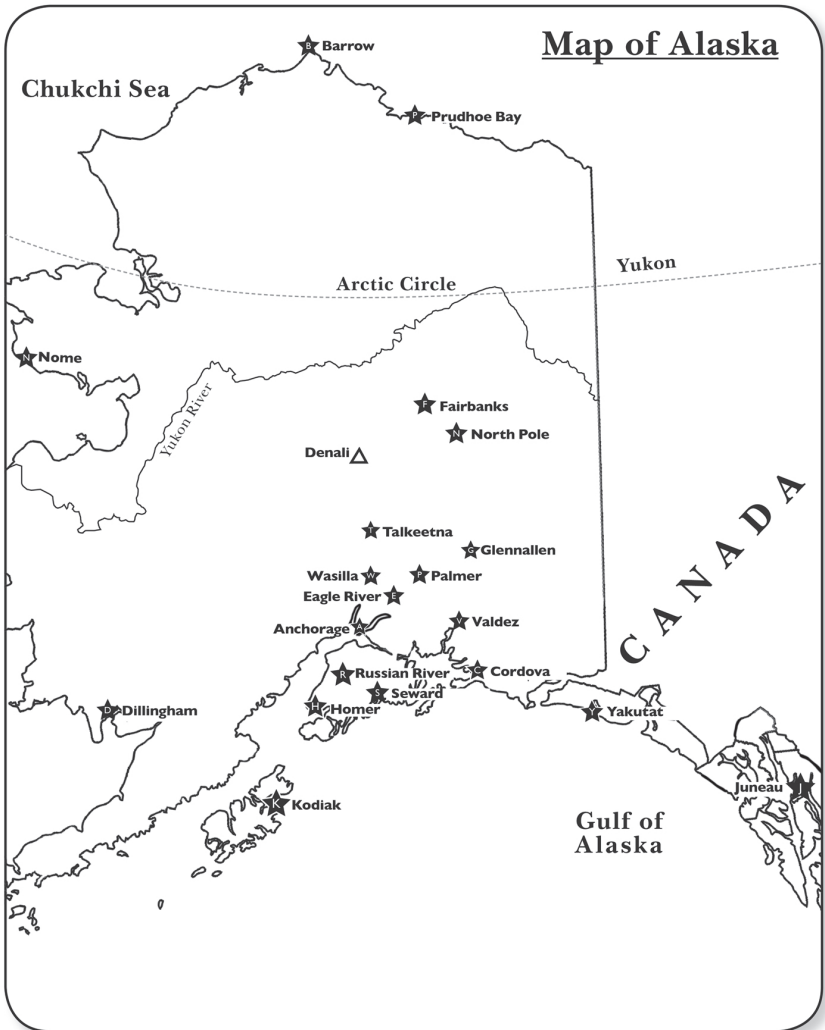 Map of Alaska
B Barrow
Chukchi Sea
P Prudhoe Bay
Yukon
Arctic Circle
N Nome
Yukon River
F Fairbanks
N North Pole
Denali
T Talkeetna
G Glennallen
Wasilla W
P Palmer
Eagle River E
CANADA
Anchorage A
V Valdez
R Russian River
C Cordova
S Seward
H Homer
D Dillingham
Y Yakutat
Juneau J
K Kodiak
Gulf of
Alaska